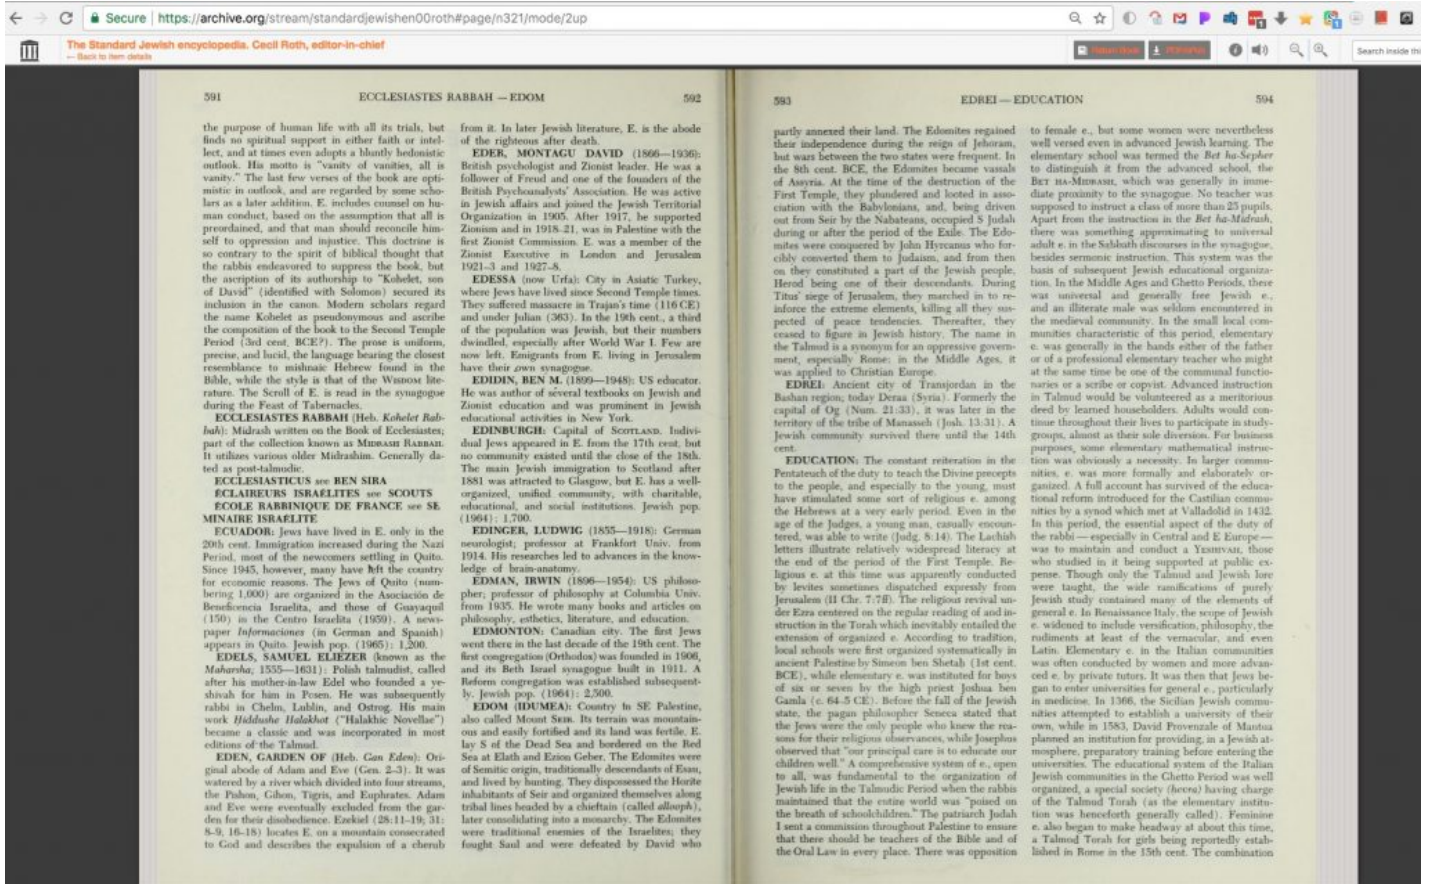 Secure | https://archive.org/stream/standardjewishen00roth#page/n321/mode/2up
The Standard Jewish encyclopedia. Cecil Roth, editor-in-chief
← Back to item details
Return Book
Search inside thi
591 ECCLESIASTES RABBAH — EDOM 592
the purpose of human life with all its trials, but
finds no spiritual support in either faith or intel-
lect, and at times even adopts a bluntly hedonistic
outlook. His motto is "vanity of vanities, all is
vanity." The last few verses of the book are opti-
mistic in outlook, and are regarded by some scho-
lars as a later addition. E. includes counsel on hu-
man conduct, based on the assumption that all is
preordained, and that man should reconcile him-
self to oppression and injustice. This doctrine is
so contrary to the spirit of biblical thought that
the rabbis endeavored to suppress the book, but
the ascription of its authorship to "Kohelet, son
of David" (identified with Solomon) secured its
inclusion in the canon. Modern scholars regard
the name Kohelet as pseudonymous and ascribe
the composition of the book to the Second Temple
Period (3rd cent. BCE?). The prose is uniform,
precise, and lucid, the language bearing the closest
resemblance to mishnaic Hebrew found in the
Bible, while the style is that of the WISDOM lite-
rature. The Scroll of E. is read in the synagogue
during the Feast of Tabernacles.
ECCLESIASTES RABBAH (Heb. Kohelet Rab-
bah): Midrash written on the Book of Ecclesiastes;
part of the collection known as MIDRASH RABBAH.
It utilizes various older Midrashim. Generally da-
ted as post-talmudic.
ECCLESIASTICUS see BEN SIRA
ÉCLAIREURS ISRAÉLITES see SCOUTS
ÉCOLE RABBINIQUE DE FRANCE see SE
MINAIRE ISRAÉLITE
ECUADOR: Jews have lived in E. only in the
20th cent. Immigration increased during the Nazi
Period, most of the newcomers settling in Quito.
Since 1945, however, many have left the country
for economic reasons. The Jews of Quito (num-
bering 1,000) are organized in the Asociación de
Beneficencia Israelita, and those of Guayaquil
(150) in the Centro Israelita (1959). A news-
paper Informaciones (in German and Spanish)
appears in Quito. Jewish pop. (1965): 1,200.
EDELS, SAMUEL ELIEZER (known as the
Maharsha; 1555—1631): Polish talmudist, called
after his mother-in-law Edel who founded a ye-
shivah for him in Posen. He was subsequently
rabbi in Chelm, Lublin, and Ostrog. His main
work Hiddushe Halakhot ("Halakhic Novellae")
became a classic and was incorporated in most
editions of the Talmud.
EDEN, GARDEN OF (Heb. Gan Eden): Ori-
ginal abode of Adam and Eve (Gen. 2–3). It was
watered by a river which divided into four streams,
the Pishon, Gihon, Tigris, and Euphrates. Adam
and Eve were eventually excluded from the gar-
den for their disobedience. Ezekiel (28:11–19; 31:
8–9, 16–18) locates E. on a mountain consecrated
to God and describes the expulsion of a cherub
from it. In later Jewish literature, E. is the abode
of the righteous after death.
EDER, MONTAGU DAVID (1866—1936):
British psychologist and Zionist leader. He was a
follower of Freud and one of the founders of the
British Psychoanalysts' Association. He was active
in Jewish affairs and joined the Jewish Territorial
Organization in 1905. After 1917, he supported
Zionism and in 1918–21, was in Palestine with the
first Zionist Commission. E. was a member of the
Zionist Executive in London and Jerusalem
1921–3 and 1927–8.
EDESSA (now Urfa): City in Asiatic Turkey,
where Jews have lived since Second Temple times.
They suffered massacre in Trajan's time (116 CE)
and under Julian (363). In the 19th cent., a third
of the population was Jewish, but their numbers
dwindled, especially after World War I. Few are
now left. Emigrants from E. living in Jerusalem
have their own synagogue.
EDIDIN, BEN M. (1899—1948): US educator.
He was author of several textbooks on Jewish and
Zionist education and was prominent in Jewish
educational activities in New York.
EDINBURGH: Capital of SCOTLAND. Indivi-
dual Jews appeared in E. from the 17th cent. but
no community existed until the close of the 18th.
The main Jewish immigration to Scotland after
1881 was attracted to Glasgow, but E. has a well-
organized, unified community, with charitable,
educational, and social institutions. Jewish pop.
(1964): 1,700.
EDINGER, LUDWIG (1855—1918): German
neurologist; professor at Frankfurt Univ. from
1914. His researches led to advances in the know-
ledge of brain-anatomy.
EDMAN, IRWIN (1896—1954): US philoso-
pher; professor of philosophy at Columbia Univ.
from 1935. He wrote many books and articles on
philosophy, esthetics, literature, and education.
EDMONTON: Canadian city. The first Jews
went there in the last decade of the 19th cent. The
first congregation (Orthodox) was founded in 1906,
and its Beth Israel synagogue built in 1911. A
Reform congregation was established subsequent-
ly. Jewish pop. (1964): 2,500.
EDOM (IDUMEA): Country in SE Palestine,
also called Mount SEIR. Its terrain was mountain-
ous and easily fortified and its land was fertile. E.
lay S of the Dead Sea and bordered on the Red
Sea at Elath and Ezion Geber. The Edomites were
of Semitic origin, traditionally descendants of Esau,
and lived by hunting. They dispossessed the Horite
inhabitants of Seir and organized themselves along
tribal lines headed by a chieftain (called allooph),
later consolidating into a monarchy. The Edomites
were traditional enemies of the Israelites; they
fought Saul and were defeated by David who
593 EDREI — EDUCATION 594
partly annexed their land. The Edomites regained
their independence during the reign of Jehoram,
but wars between the two states were frequent. In
the 8th cent. BCE, the Edomites became vassals
of Assyria. At the time of the destruction of the
First Temple, they plundered and looted in asso-
ciation with the Babylonians, and, being driven
out from Seir by the Nabateans, occupied S Judah
during or after the period of the Exile. The Edo-
mites were conquered by John Hyrcanus who for-
cibly converted them to Judaism, and from then
on they constituted a part of the Jewish people,
Herod being one of their descendants. During
Titus' siege of Jerusalem, they marched in to re-
inforce the extreme elements, killing all they sus-
pected of peace tendencies. Thereafter, they
ceased to figure in Jewish history. The name in
the Talmud is a synonym for an oppressive govern-
ment, especially Rome; in the Middle Ages, it
was applied to Christian Europe.
EDREI: Ancient city of Transjordan in the
Bashan region; today Deraa (Syria). Formerly the
capital of Og (Num. 21:33), it was later in the
territory of the tribe of Manasseh (Josh. 13:31). A
Jewish community survived there until the 14th
cent.
EDUCATION: The constant reiteration in the
Pentateuch of the duty to teach the Divine precepts
to the people, and especially to the young, must
have stimulated some sort of religious e. among
the Hebrews at a very early period. Even in the
age of the Judges, a young man, casually encoun-
tered, was able to write (Judg. 8:14). The Lachish
letters illustrate relatively widespread literacy at
the end of the period of the First Temple. Re-
ligious e. at this time was apparently conducted
by levites sometimes dispatched expressly from
Jerusalem (II Chr. 7:7ff). The religious revival un-
der Ezra centered on the regular reading of and in-
struction in the Torah which inevitably entailed the
extension of organized e. According to tradition,
local schools were first organized systematically in
ancient Palestine by Simeon ben Shetah (1st cent.
BCE), while elementary e. was instituted for boys
of six or seven by the high priest Joshua ben
Gamla (c. 64–5 CE). Before the fall of the Jewish
state, the pagan philosopher Seneca stated that
the Jews were the only people who knew the rea-
sons for their religious observances, while Josephus
observed that "our principal care is to educate our
children well." A comprehensive system of e., open
to all, was fundamental to the organization of
Jewish life in the Talmudic Period when the rabbis
maintained that the entire world was "poised on
the breath of schoolchildren." The patriarch Judah
I sent a commission throughout Palestine to ensure
that there should be teachers of the Bible and of
the Oral Law in every place. There was opposition
to female e., but some women were nevertheless
well versed even in advanced Jewish learning. The
elementary school was termed the Bet ha-Sepher
to distinguish it from the advanced school, the
BET HA-MIDRASH, which was generally in imme-
diate proximity to the synagogue. No teacher was
supposed to instruct a class of more than 25 pupils.
Apart from the instruction in the Bet ha-Midrash,
there was something approximating to universal
adult e. in the Sabbath discourses in the synagogue,
besides sermonic instruction. This system was the
basis of subsequent Jewish educational organiza-
tion. In the Middle Ages and Ghetto Periods, there
was universal and generally free Jewish e.,
and an illiterate male was seldom encountered in
the medieval community. In the small local com-
munities characteristic of this period, elementary
e. was generally in the hands either of the father
or of a professional elementary teacher who might
at the same time be one of the communal functio-
naries or a scribe or copyist. Advanced instruction
in Talmud would be volunteered as a meritorious
deed by learned householders. Adults would con-
tinue throughout their lives to participate in study-
groups, almost as their sole diversion. For business
purposes, some elementary mathematical instruc-
tion was obviously a necessity. In larger commu-
nities, e. was more formally and elaborately or-
ganized. A full account has survived of the educa-
tional reform introduced for the Castilian commu-
nities by a synod which met at Valladolid in 1432.
In this period, the essential aspect of the duty of
the rabbi — especially in Central and E Europe —
was to maintain and conduct a YESHIVAH, those
who studied in it being supported at public ex-
pense. Though only the Talmud and Jewish lore
were taught, the wide ramifications of purely
Jewish study contained many of the elements of
general e. In Renaissance Italy, the scope of Jewish
e. widened to include versification, philosophy, the
rudiments at least of the vernacular, and even
Latin. Elementary e. in the Italian communities
was often conducted by women and more advan-
ced e. by private tutors. It was then that Jews be-
gan to enter universities for general e., particularly
in medicine. In 1366, the Sicilian Jewish commu-
nities attempted to establish a university of their
own, while in 1583, David Provenzale of Mantua
planned an institution for providing, in a Jewish at-
mosphere, preparatory training before entering the
universities. The educational system of the Italian
Jewish communities in the Ghetto Period was well
organized, a special society (hevra) having charge
of the Talmud Torah (as the elementary institu-
tion was henceforth generally called). Feminine
e. also began to make headway at about this time,
a Talmud Torah for girls being reportedly estab-
lished in Rome in the 15th cent. The combination